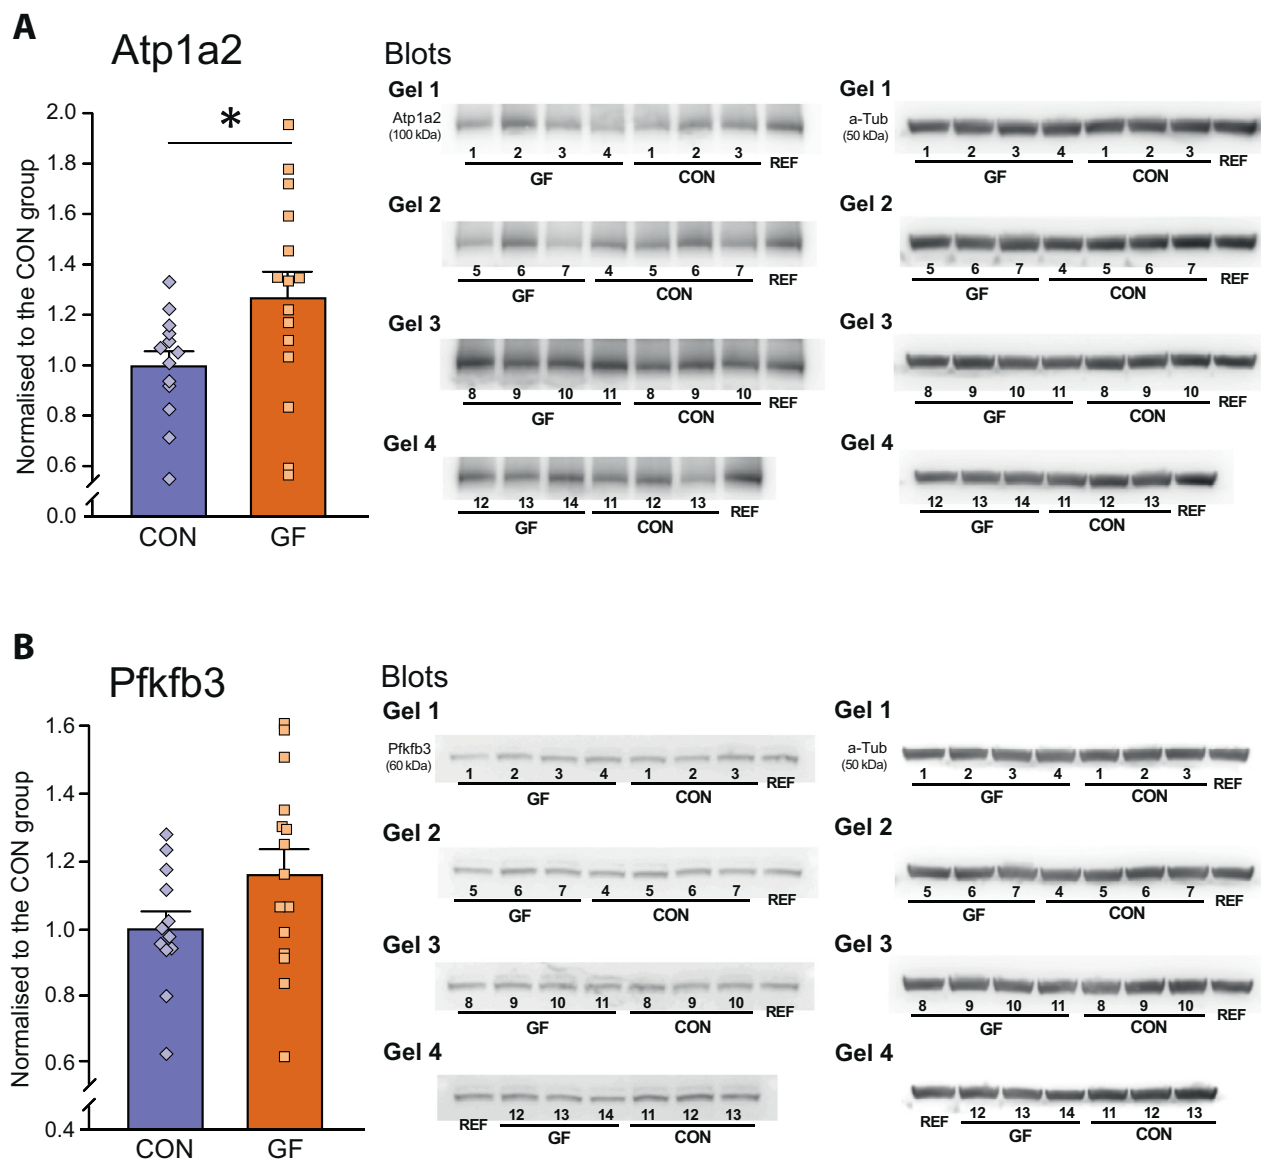 A
Atp1a2
Normalised to the CON group
2.0
1.8
1.6
1.4
1.2
1.0
0.8
0.6
0.0
*
CON GF
Blots
Gel 1
Atp1a2
(100 kDa)
1 2 3 4 1 2 3 REF
GF CON
Gel 2
5 6 7 4 5 6 7 REF
GF CON
Gel 3
8 9 10 11 8 9 10 REF
GF CON
Gel 4
12 13 14 11 12 13 REF
GF CON
Gel 1
a-Tub
(50 kDa)
1 2 3 4 1 2 3 REF
GF CON
Gel 2
5 6 7 4 5 6 7 REF
GF CON
Gel 3
8 9 10 11 8 9 10 REF
GF CON
Gel 4
12 13 14 11 12 13 REF
GF CON
B
Pfkfb3
Normalised to the CON group
1.6
1.4
1.2
1.0
0.8
0.6
0.4
CON GF
Blots
Gel 1
Pfkfb3
(60 kDa)
1 2 3 4 1 2 3 REF
GF CON
Gel 2
5 6 7 4 5 6 7 REF
GF CON
Gel 3
8 9 10 11 8 9 10 REF
GF CON
Gel 4
REF 12 13 14 11 12 13
GF CON
Gel 1
a-Tub
(50 kDa)
1 2 3 4 1 2 3 REF
GF CON
Gel 2
5 6 7 4 5 6 7 REF
GF CON
Gel 3
8 9 10 11 8 9 10 REF
GF CON
Gel 4
REF 12 13 14 11 12 13
GF CON